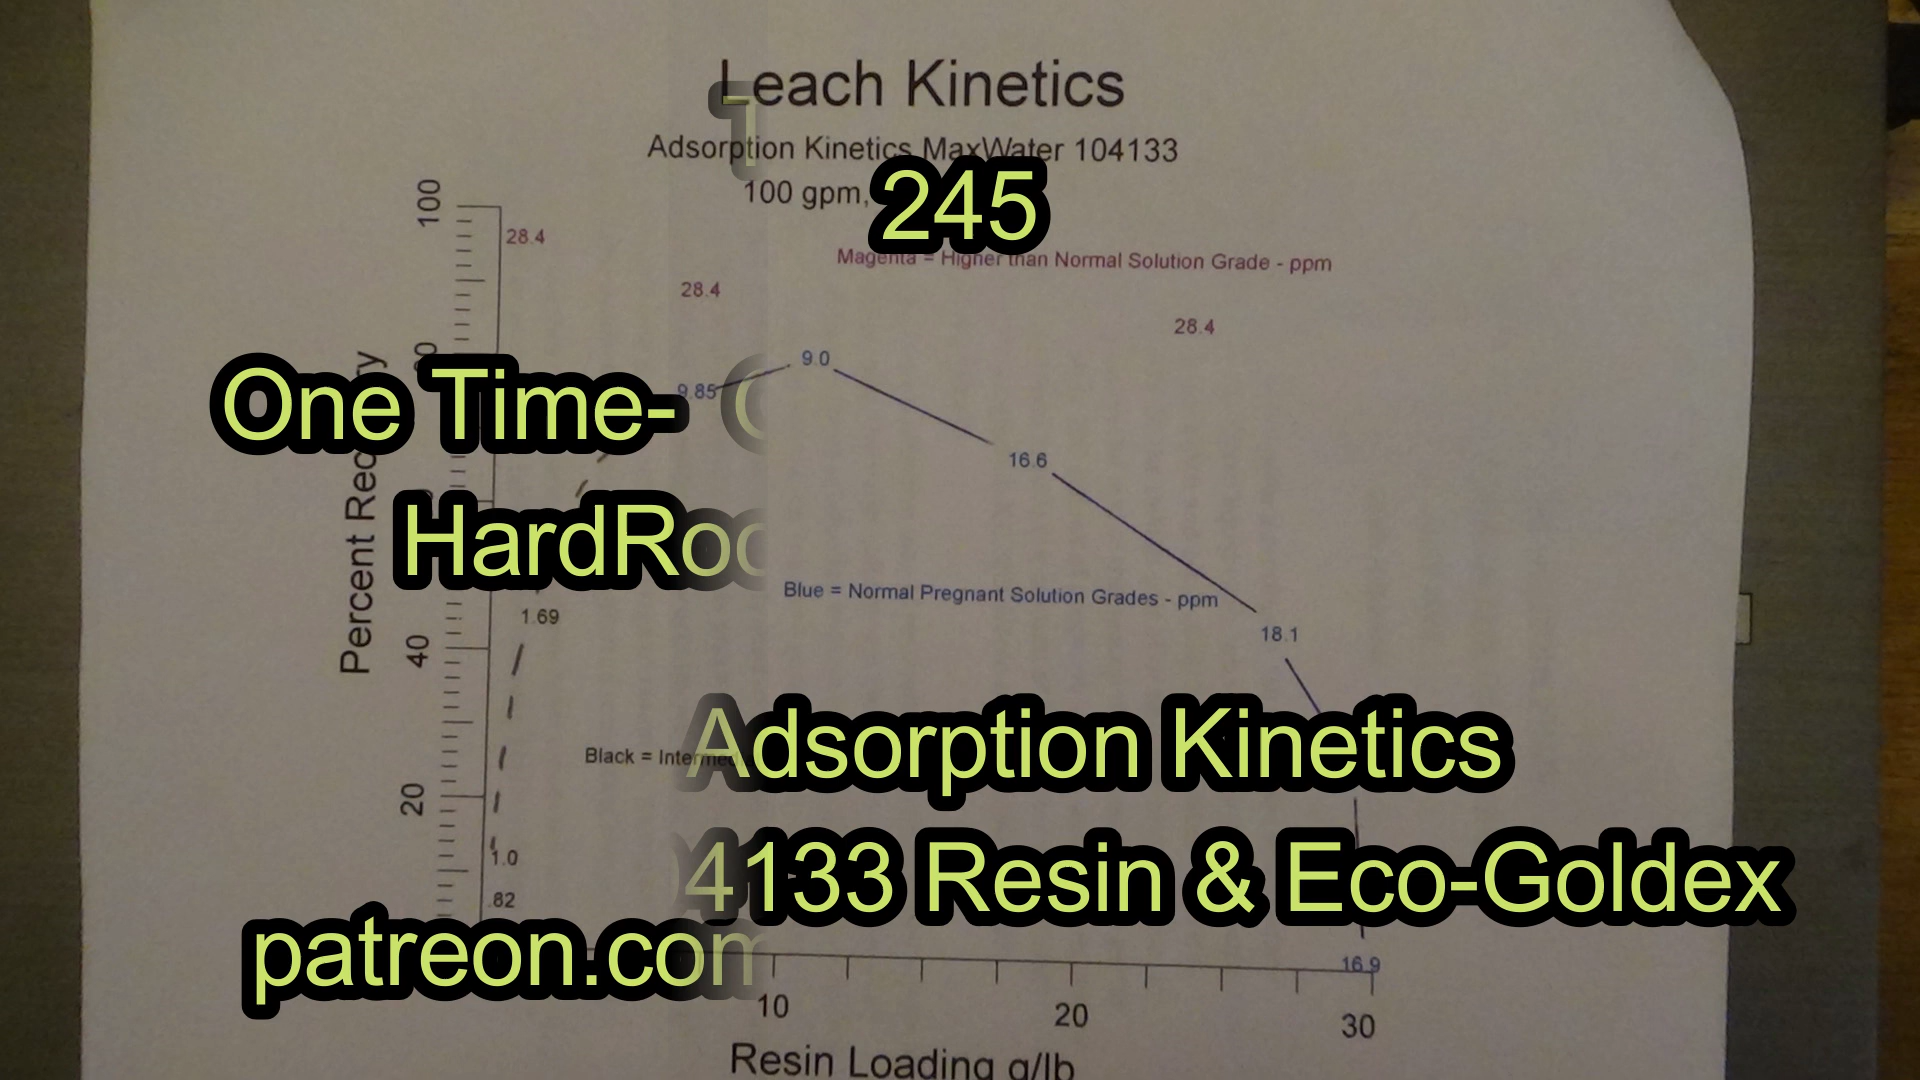 Leach Kinetics
Adsorption Kinetics MaxWater 104133
100 gpm,
245
100
28.4
Magenta = Higher than Normal Solution Grade - ppm
28.4
28.4
9.0
One Time-
9.85
16.6
HardRoc
Percent
Blue = Normal Pregnant Solution Grades - ppm
1.69
18.1
40
Adsorption Kinetics
Black =
20
1.0
4133 Resin & Eco-Goldex
.82
patreon.com
16.9
10
20
30
Resin Loading g/lb